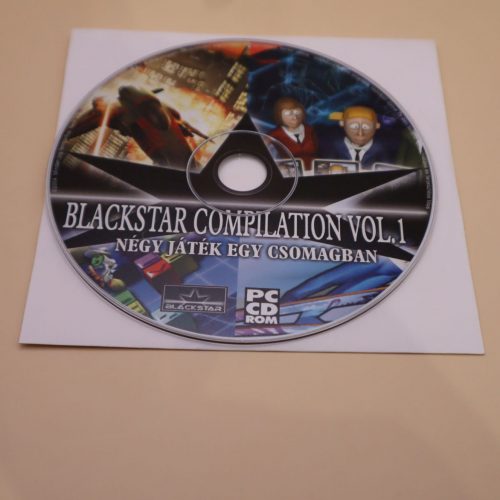 BLACKSTAR COMPILATION VOL.1
NÉGY JÁTÉK EGY CSOMAGBAN
BLACKSTAR
PC
CD
ROM